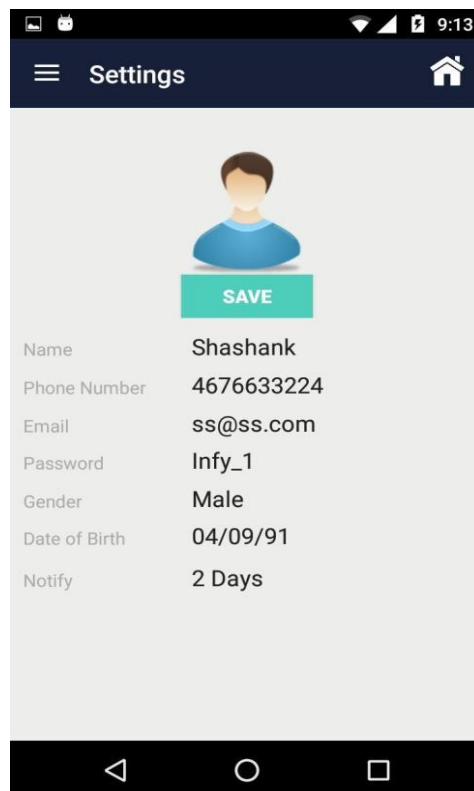 9:13
Settings
SAVE
Name Shashank
Phone Number 4676633224
Email ss@ss.com
Password Infy_1
Gender Male
Date of Birth 04/09/91
Notify 2 Days